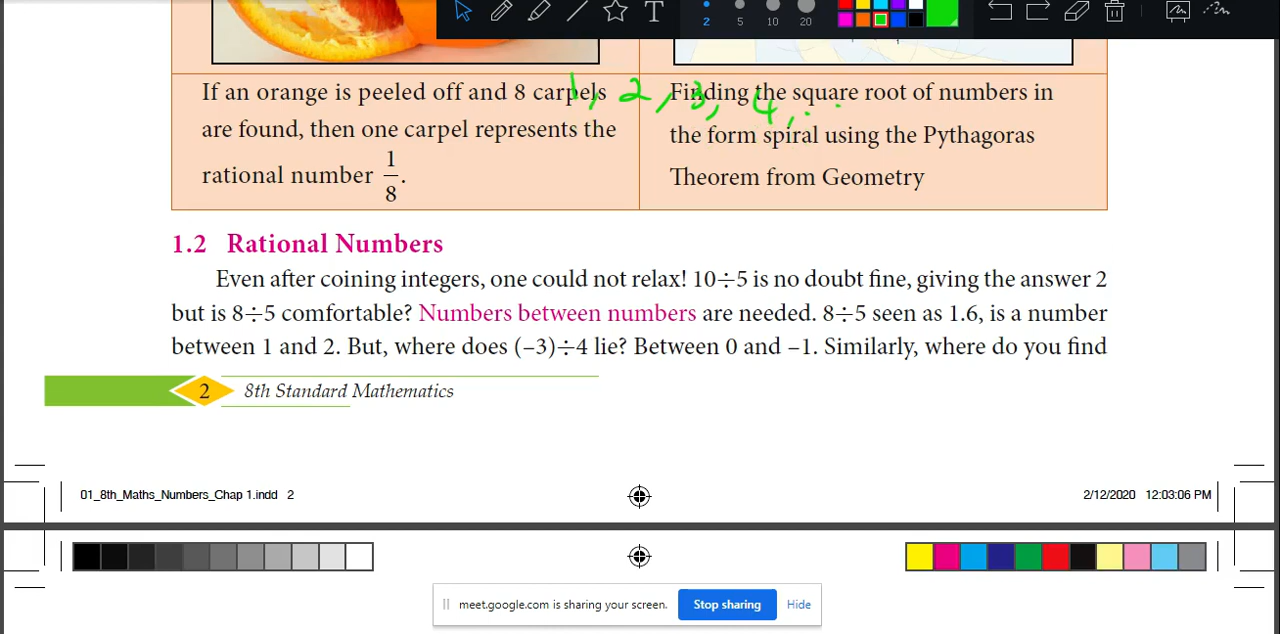 T
2 5 10 20
If an orange is peeled off and 8 carpels
are found, then one carpel represents the
rational number 1/8.
1, 2, 3, 4, . .
Finding the square root of numbers in
the form spiral using the Pythagoras
Theorem from Geometry
1.2 Rational Numbers
Even after coining integers, one could not relax! 10÷5 is no doubt fine, giving the answer 2
but is 8÷5 comfortable? Numbers between numbers are needed. 8÷5 seen as 1.6, is a number
between 1 and 2. But, where does (–3)÷4 lie? Between 0 and –1. Similarly, where do you find
2 8th Standard Mathematics
01_8th_Maths_Numbers_Chap 1.indd 2
2/12/2020 12:03:06 PM
meet.google.com is sharing your screen. Stop sharing Hide